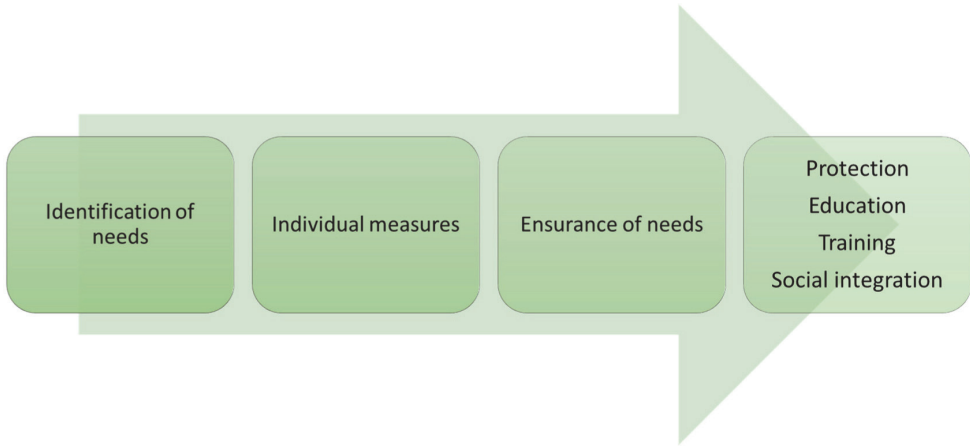 Identification of
needs
Individual measures
Ensurance of needs
Protection
Education
Training
Social integration